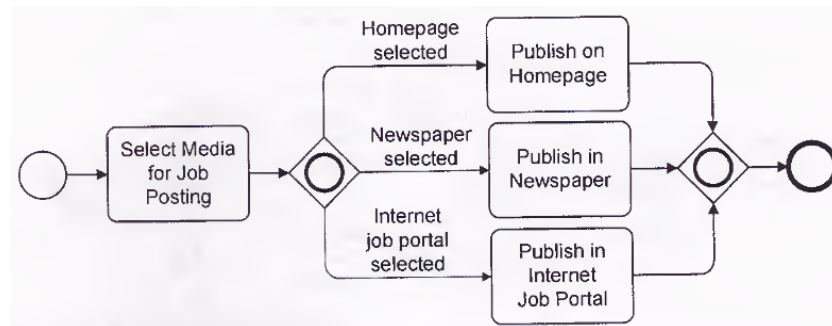 Homepage
selected
Publish on
Homepage
Select Media
for Job
Posting
Newspaper
selected
Publish in
Newspaper
Internet
job portal
selected
Publish in
Internet
Job Portal